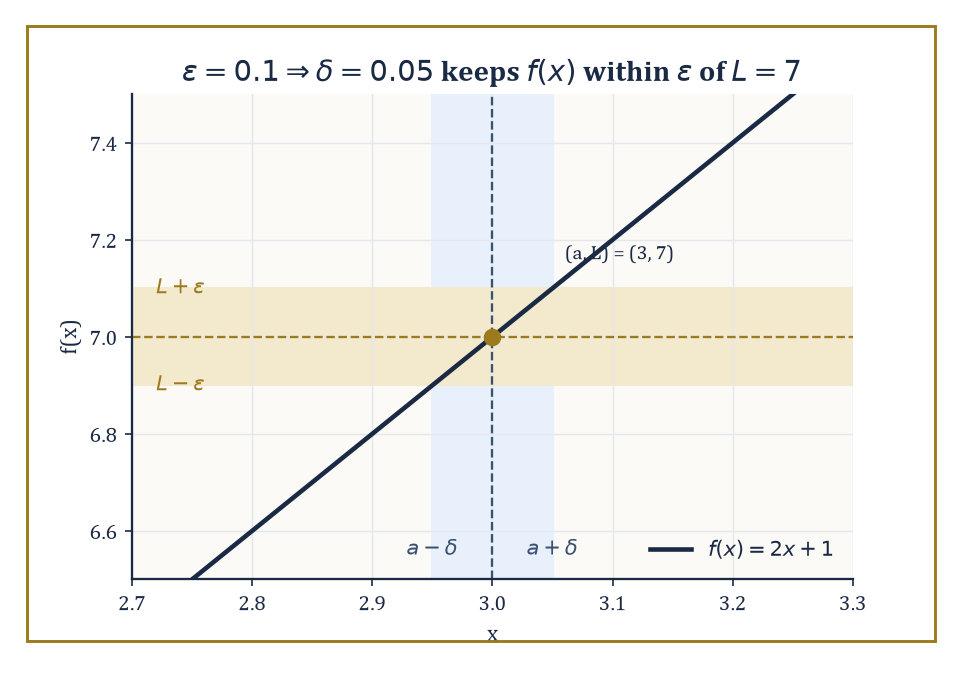 ε = 0.1 ⇒ δ = 0.05 keeps f(x) within ε of L = 7
7.4
7.2
(a, L) = (3, 7)
L + ε
7.0
f(x)
L − ε
6.8
6.6
a − δ
a + δ
f(x) = 2x + 1
2.7 2.8 2.9 3.0 3.1 3.2 3.3
x